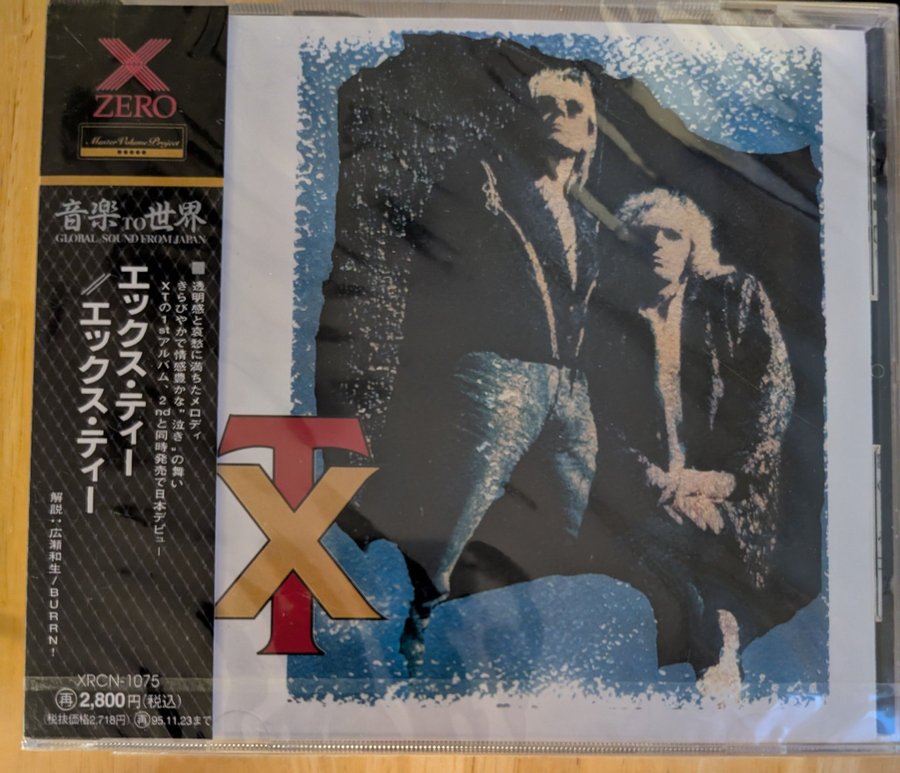 X
ZERO
Master Volume Project
音楽TO世界
GLOBAL SOUND FROM JAPAN
■透明感と哀愁に満ちたメロディ
きらびやかで情感豊かな"泣き"の舞い
XTの1stアルバム、2ndと同時発売で日本デビュー
エックス・ティー
//エックス・ティー
解説:広瀬和生/BURRN!
XRCN-1075
再2,800円(税込)
(税抜価格2,718円) 再95.11.23まで
XT